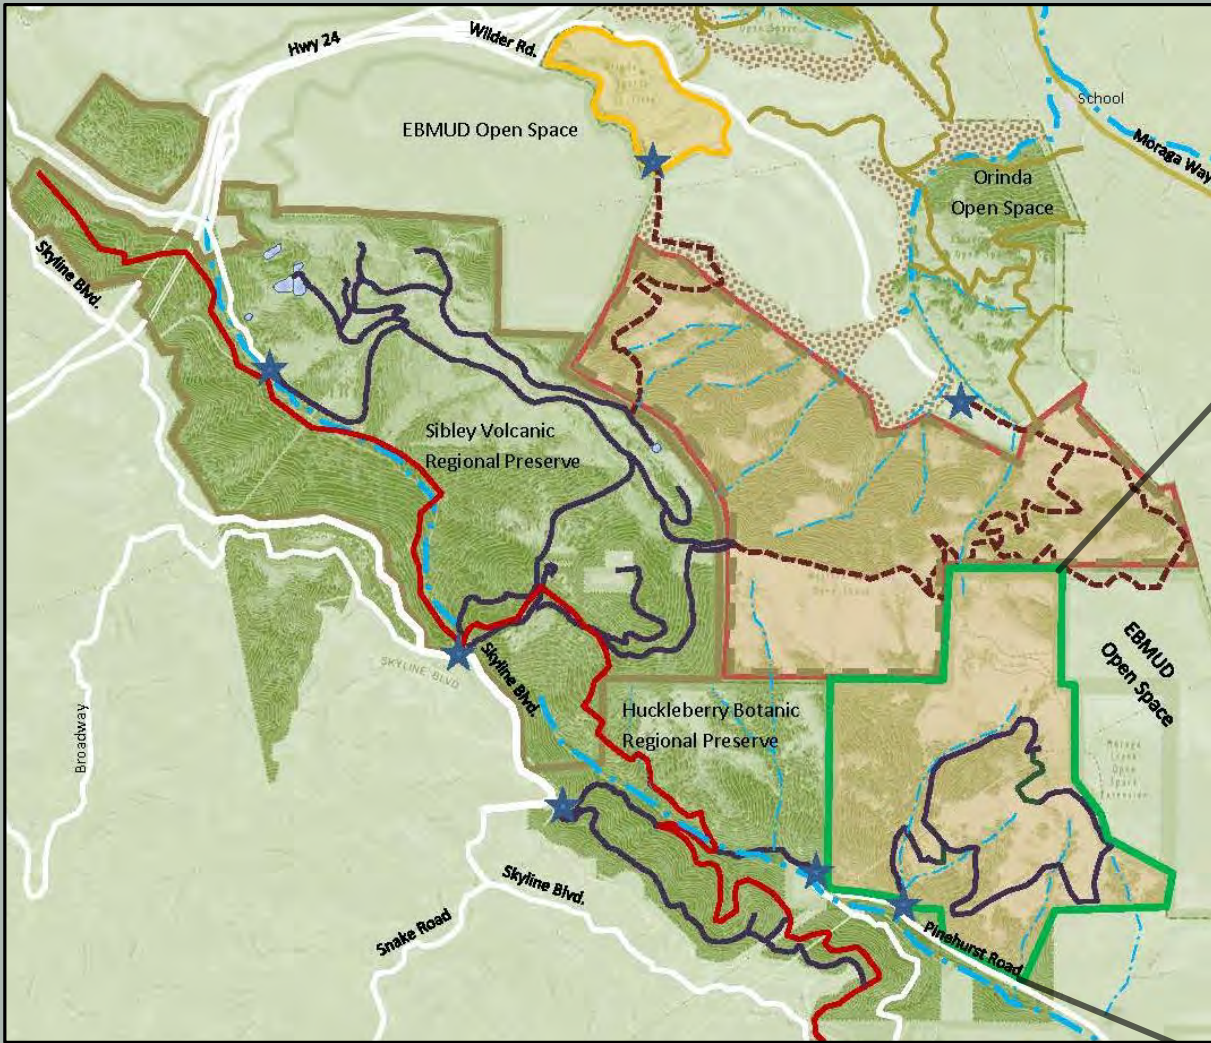 Hwy 24
Wilder Rd.
EBMUD Open Space
School
Moraga Way
Orinda
Open Space
Skyline Blvd.
Sibley Volcanic
Regional Preserve
SKYLINE BLVD
Skyline Blvd.
Broadway
Huckleberry Botanic
Regional Preserve
EBMUD
Open Space
Skyline Blvd.
Snake Road
Pinehurst Road